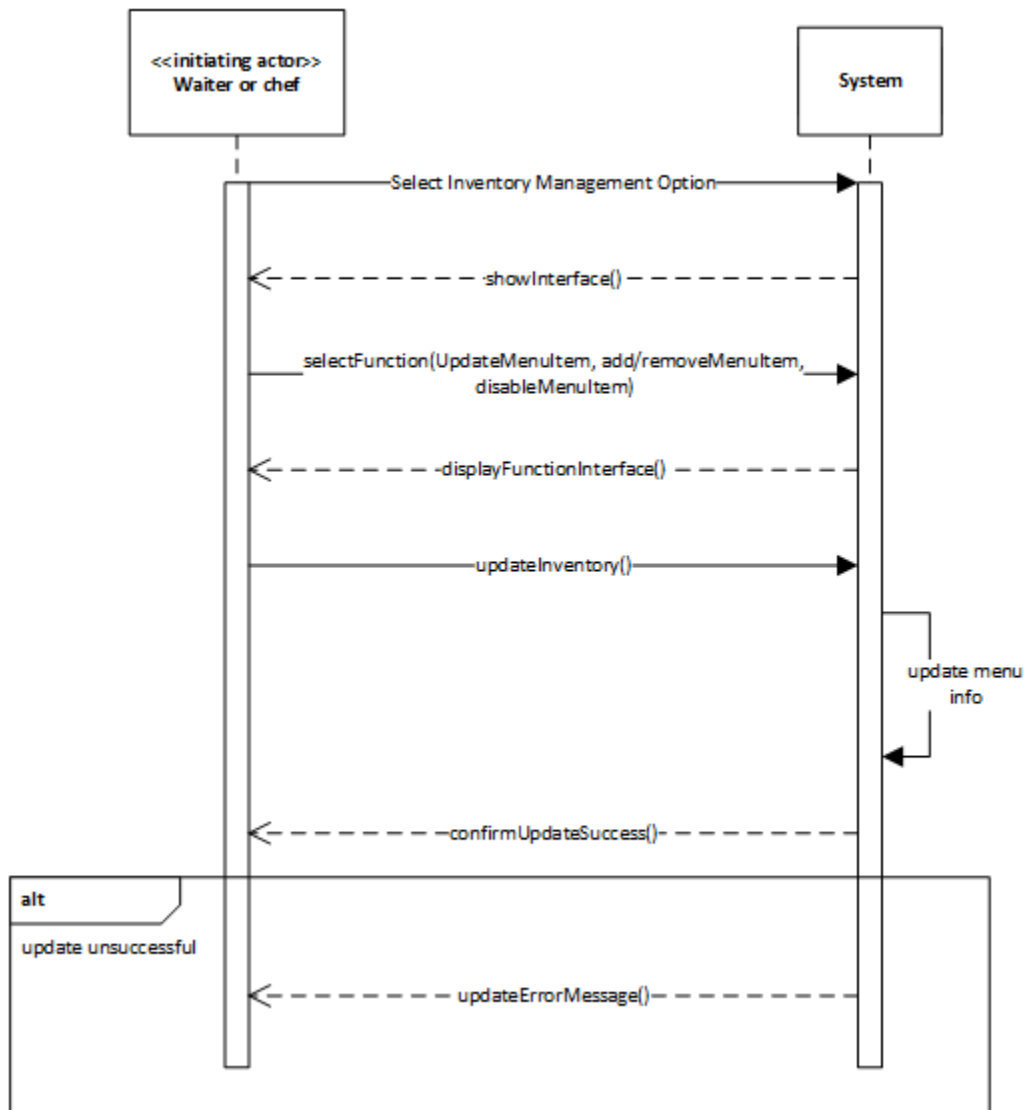 <<initiating actor>>
Waiter or chef
System
Select Inventory Management Option
showInterface()
selectFunction(UpdateMenuItem, add/removeMenuItem,
disableMenuItem)
displayFunctionInterface()
updateInventory()
update menu
info
confirmUpdateSuccess()
alt
update unsuccessful
updateErrorMessage()